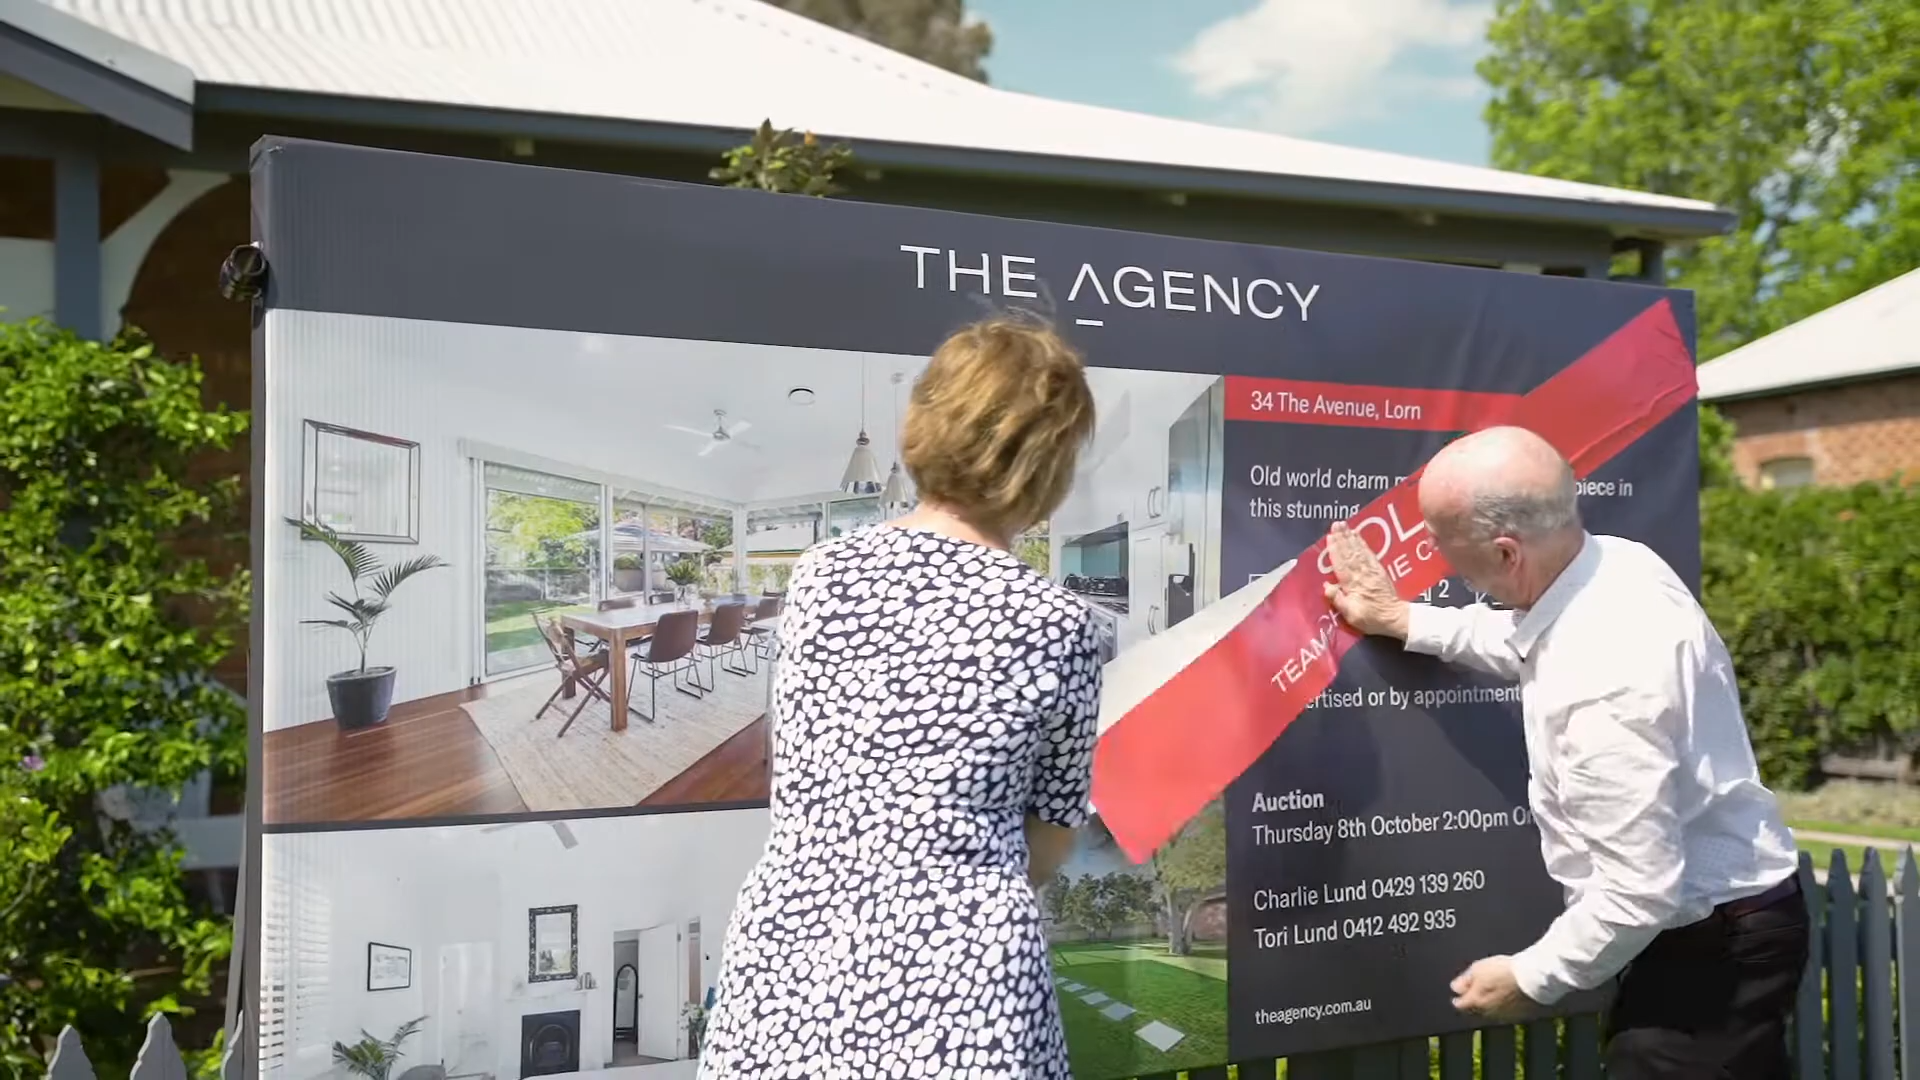 THE AGENCY
34 The Avenue, Lorn
Old world charm piece in
this stunning
2
TEAM
ertised or by appointment
Auction
Thursday 8th October 2:00pm
Charlie Lund 0429 139 260
Tori Lund 0412 492 935
theagency.com.au